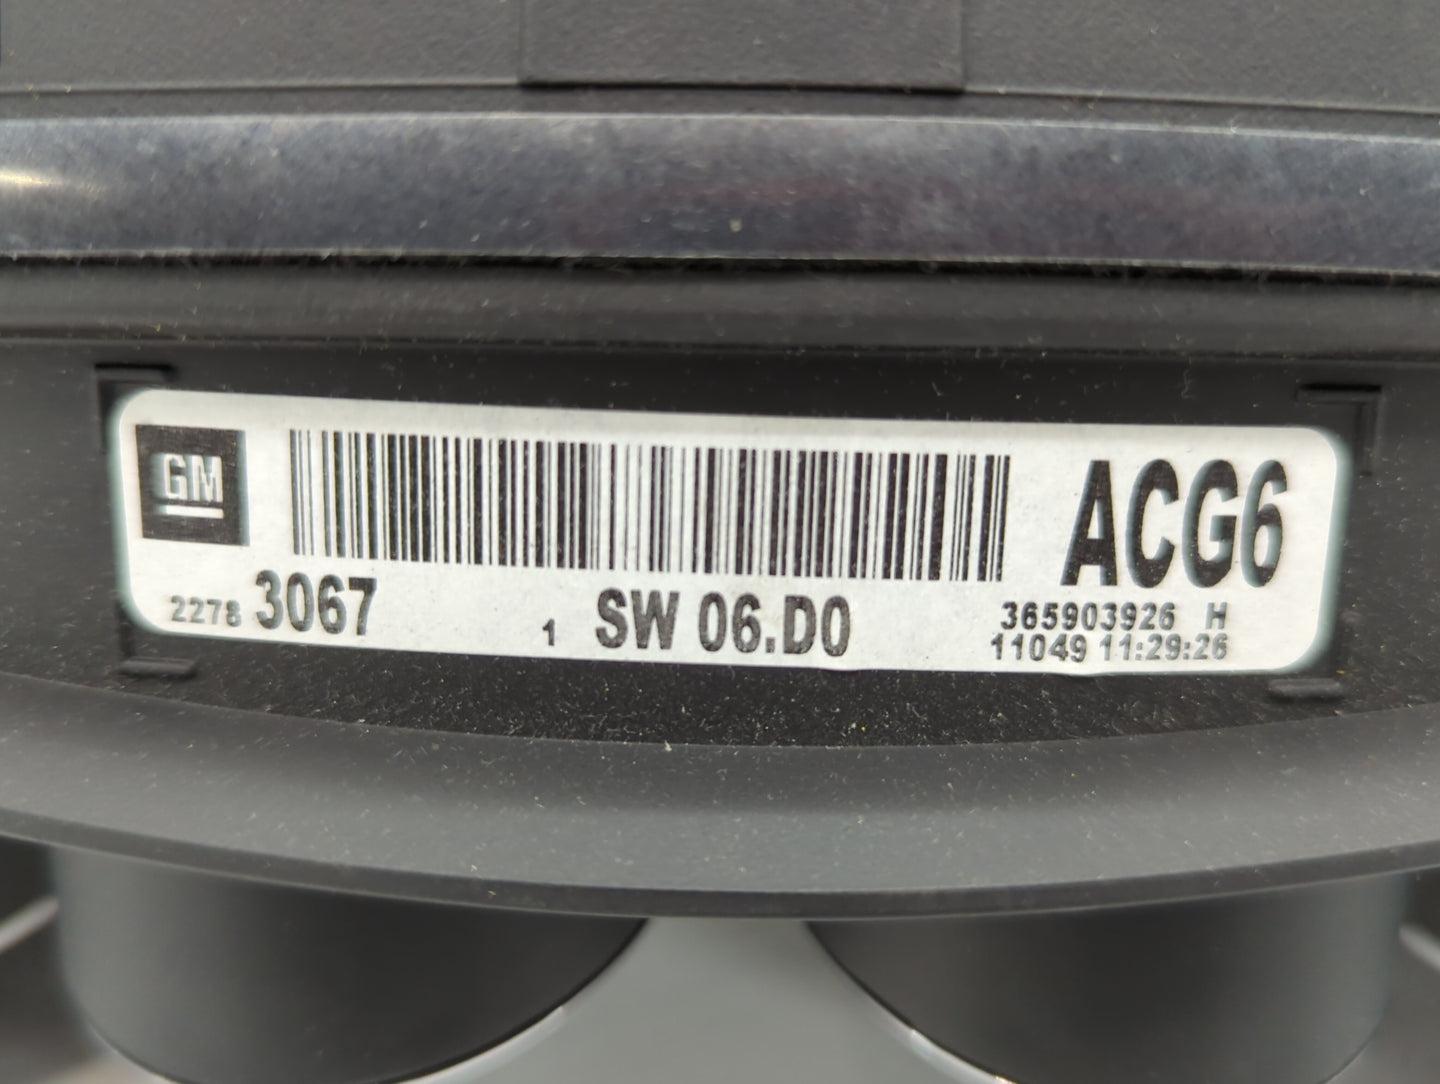 GM
ACG6
2278 3067 1 SW 06.D0
365903926 H
11049 11:29:26